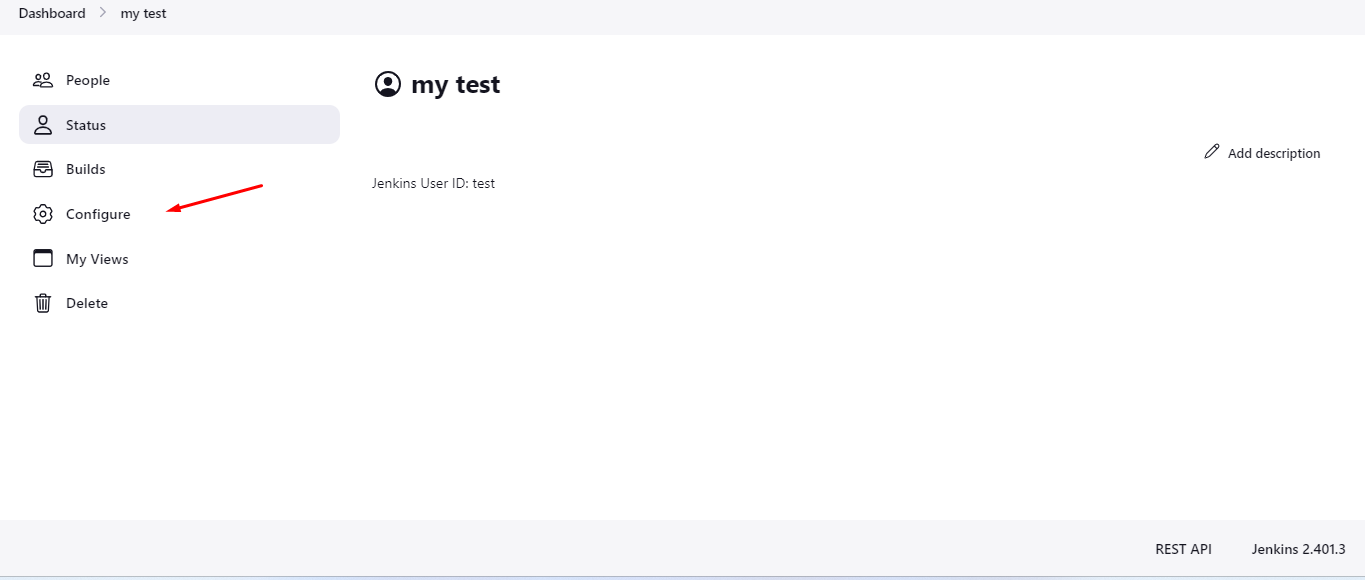 Dashboard > my test
People
my test
Status
Add description
Builds
Jenkins User ID: test
Configure
My Views
Delete
REST API Jenkins 2.401.3